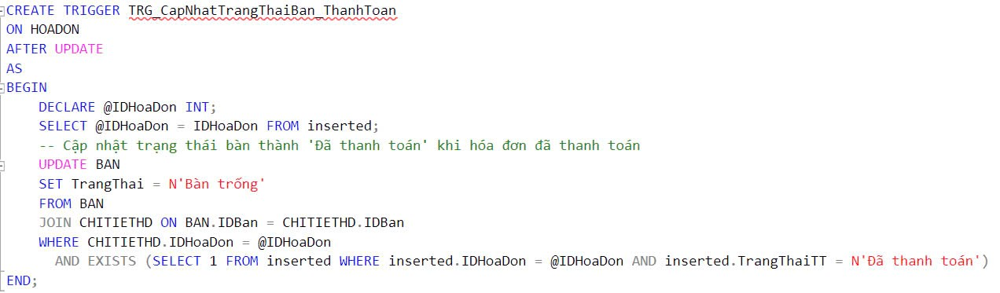 CREATE TRIGGER TRG_CapNhatTrangThaiBan_ThanhToan
ON HOADON
AFTER UPDATE
AS
BEGIN
    DECLARE @IDHoaDon INT;
    SELECT @IDHoaDon = IDHoaDon FROM inserted;
    -- Cập nhật trạng thái bàn thành 'Đã thanh toán' khi hóa đơn đã thanh toán
    UPDATE BAN
    SET TrangThai = N'Bàn trống'
    FROM BAN
    JOIN CHITIETHD ON BAN.IDBan = CHITIETHD.IDBan
    WHERE CHITIETHD.IDHoaDon = @IDHoaDon
      AND EXISTS (SELECT 1 FROM inserted WHERE inserted.IDHoaDon = @IDHoaDon AND inserted.TrangThaiTT = N'Đã thanh toán')
END;